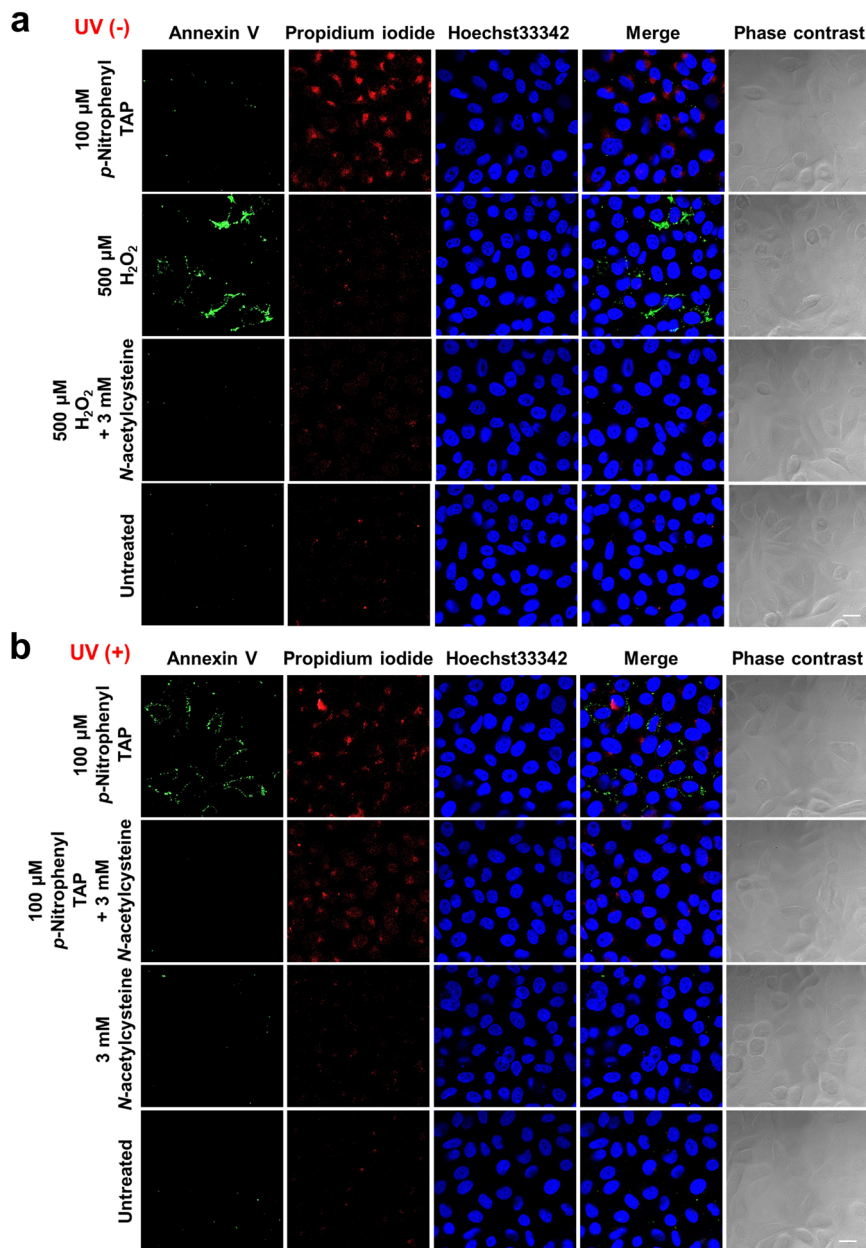 a
UV (-)
Annexin V
Propidium iodide
Hoechst33342
Merge
Phase contrast
100 µM
p-Nitrophenyl
TAP
500 µM
H₂O₂
500 µM
H₂O₂
+ 3 mM
N-acetylcysteine
Untreated
b
UV (+)
Annexin V
Propidium iodide
Hoechst33342
Merge
Phase contrast
100 µM
p-Nitrophenyl
TAP
100 µM
p-Nitrophenyl
TAP
+ 3 mM
N-acetylcysteine
3 mM
N-acetylcysteine
Untreated